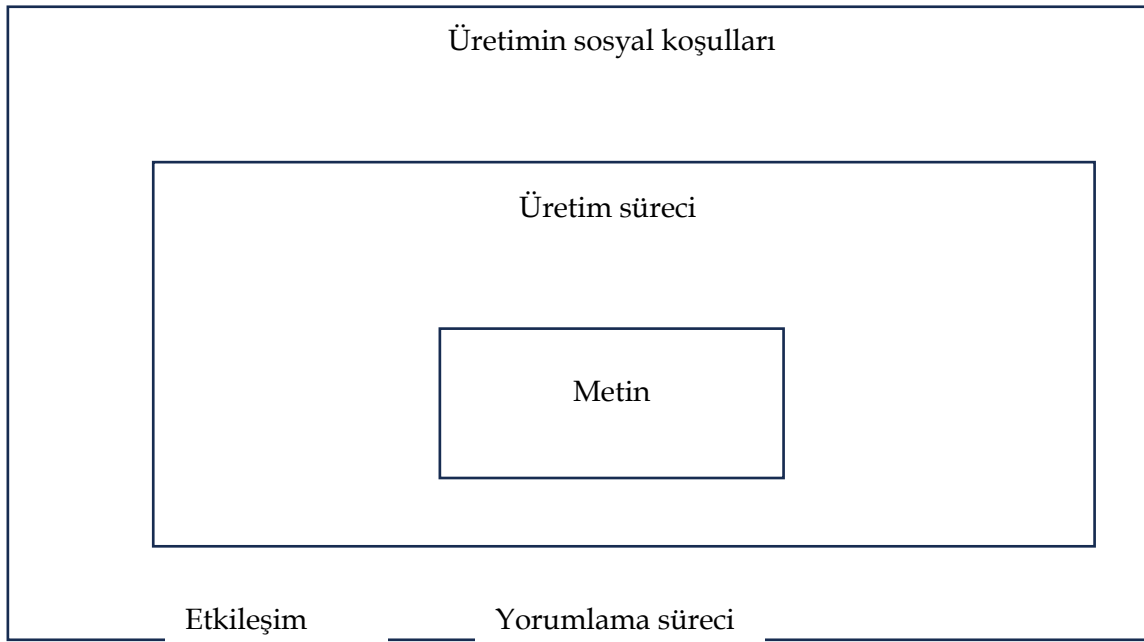 Üretimin sosyal koşulları
Üretim süreci
Metin
Etkileşim Yorumlama süreci